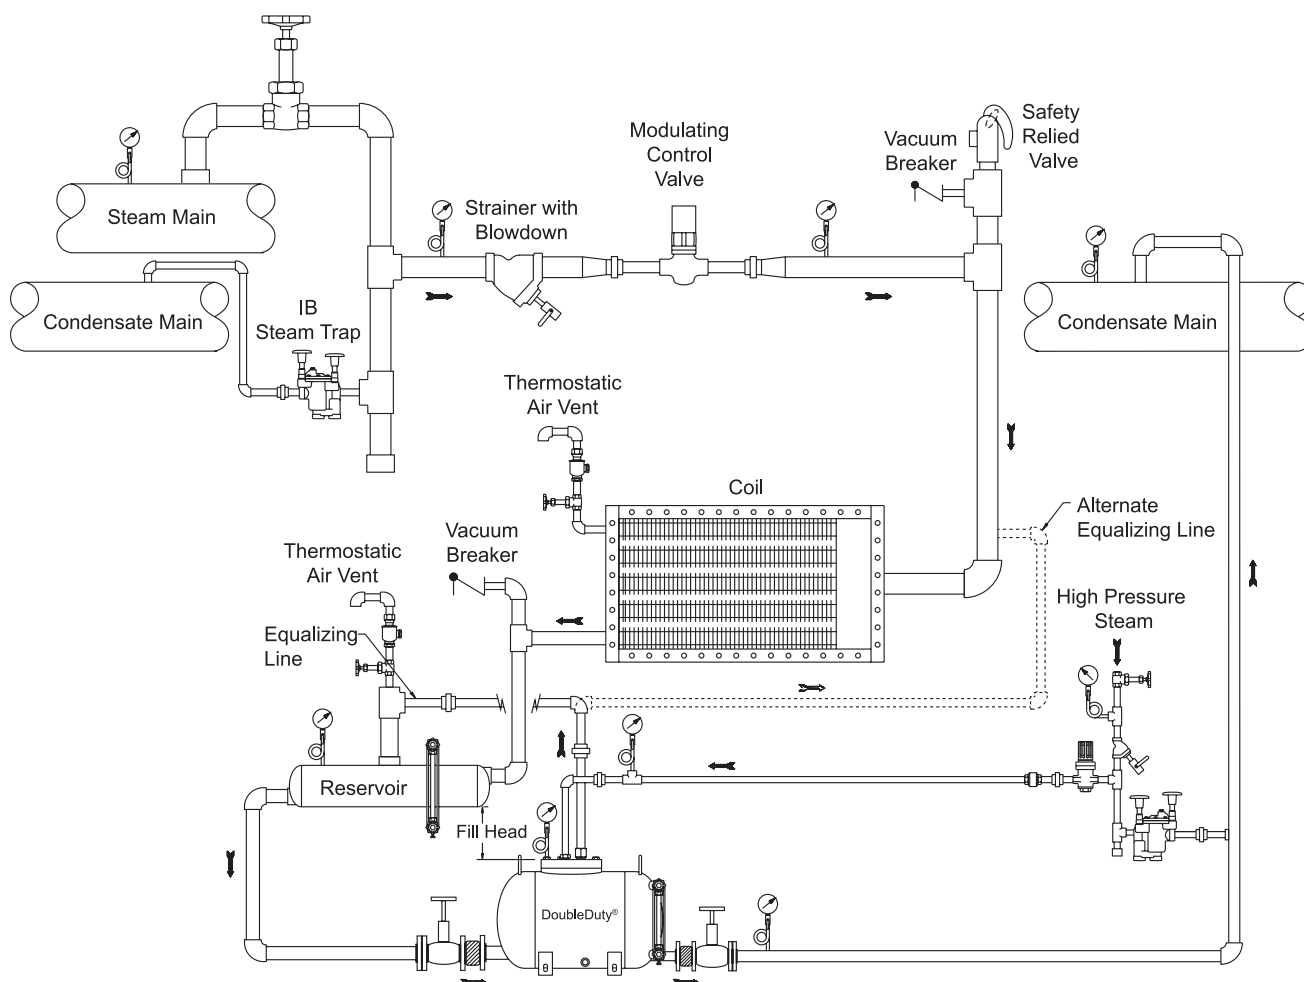 Safety
Relied
Valve
Modulating
Control
Valve
Vacuum
Breaker
Steam Main
Strainer with
Blowdown
Condensate Main
IB
Steam Trap
Condensate Main
Thermostatic
Air Vent
Coil
Alternate
Equalizing Line
Vacuum
Breaker
Thermostatic
Air Vent
High Pressure
Steam
Equalizing
Line
Reservoir
Fill Head
DoubleDuty®